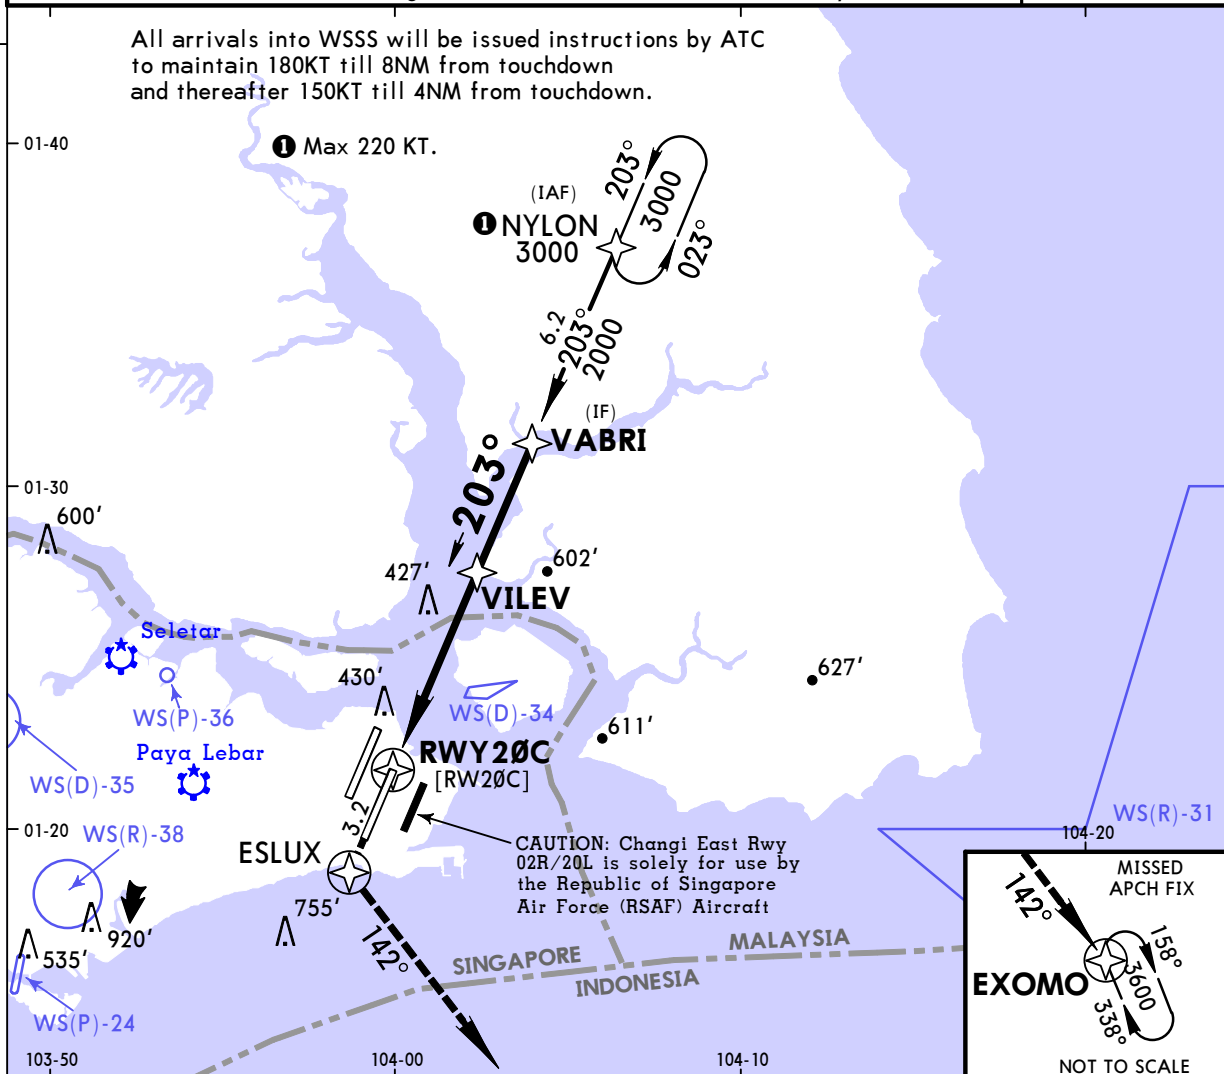 All arrivals into WSSS will be issued instructions by ATC
to maintain 180KT till 8NM from touchdown
and thereafter 150KT till 4NM from touchdown.
01-40
1 Max 220 KT.
203°
3000
023°
(IAF)
1 NYLON
3000
6.2
203°
2000
(IF)
VABRI
203°
01-30
600'
602'
427'
VILEV
Seletar
627'
430'
WS(P)-36
WS(D)-34
611'
Paya Lebar
RWY20C
[RW20C]
WS(D)-35
3.2
WS(R)-31
01-20
WS(R)-38
104-20
ESLUX
CAUTION: Changi East Rwy
02R/20L is solely for use by
the Republic of Singapore
Air Force (RSAF) Aircraft
MISSED
APCH FIX
142°
755'
920'
535'
142°
158°
3600
338°
EXOMO
SINGAPORE
MALAYSIA
INDONESIA
WS(P)-24
103-50
104-00
104-10
NOT TO SCALE